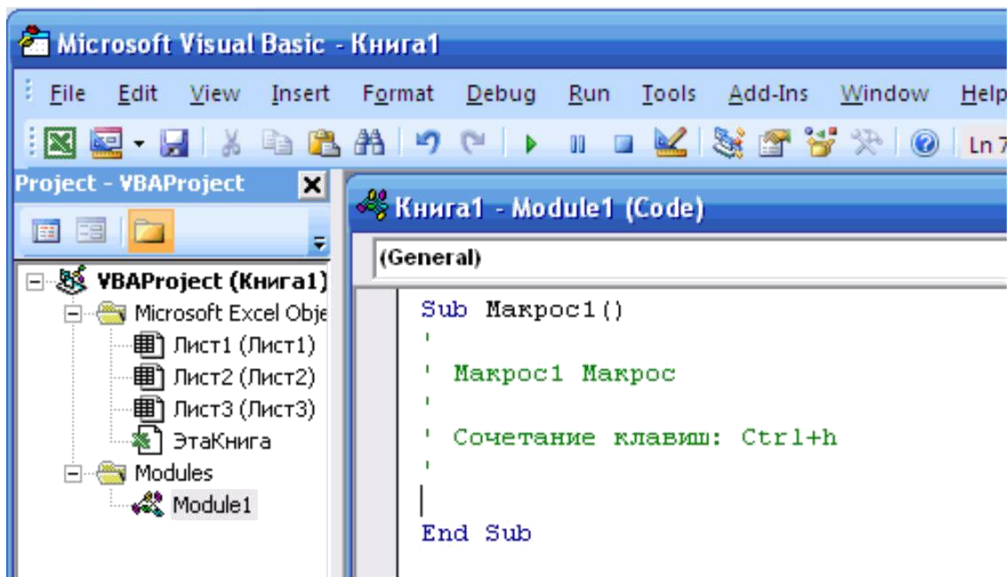 Microsoft Visual Basic - Книга1
File Edit View Insert Format Debug Run Tools Add-Ins Window Help
Ln 7
Project - VBAProject
VBAProject (Книга1)
Microsoft Excel Obje
Лист1 (Лист1)
Лист2 (Лист2)
Лист3 (Лист3)
ЭтаКнига
Modules
Module1
Книга1 - Module1 (Code)
(General)
Sub Макрос1()
'
' Макрос1 Макрос
'
' Сочетание клавиш: Ctrl+h
'
End Sub